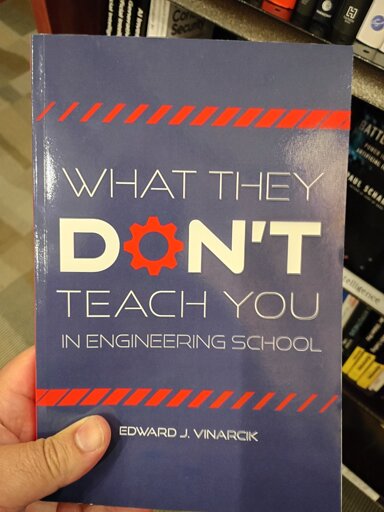 WHAT THEY
DON'T
TEACH YOU
IN ENGINEERING SCHOOL
EDWARD J. VINARCIK